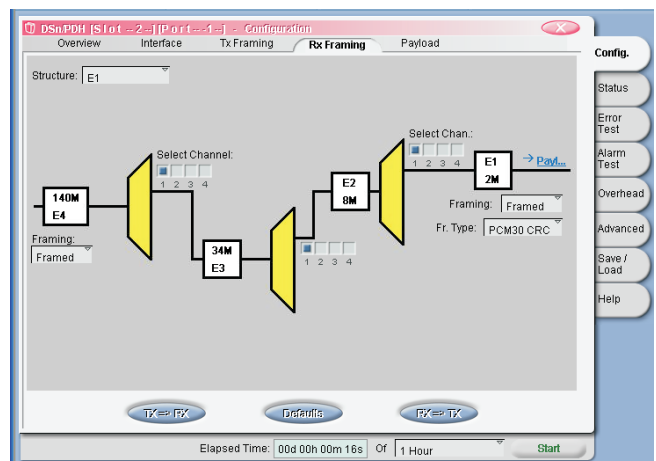 DSn/PDH [Slot --2--][Port---1--] - Configuration
Overview Interface Tx Framing Rx Framing Payload
Config.
Status
Error
Test
Alarm
Test
Overhead
Advanced
Save /
Load
Help
Structure: E1
Select Channel:
1 2 3 4
140M
E4
Framing:
Framed
34M
E3
1 2 3 4
E2
8M
Select Chan.:
1 2 3 4
E1
2M
→ Payl...
Framing: Framed
Fr. Type: PCM30 CRC
TX=>RX Defaults RX=>TX
Elapsed Time: 00d 00h 00m 16s Of 1 Hour Start